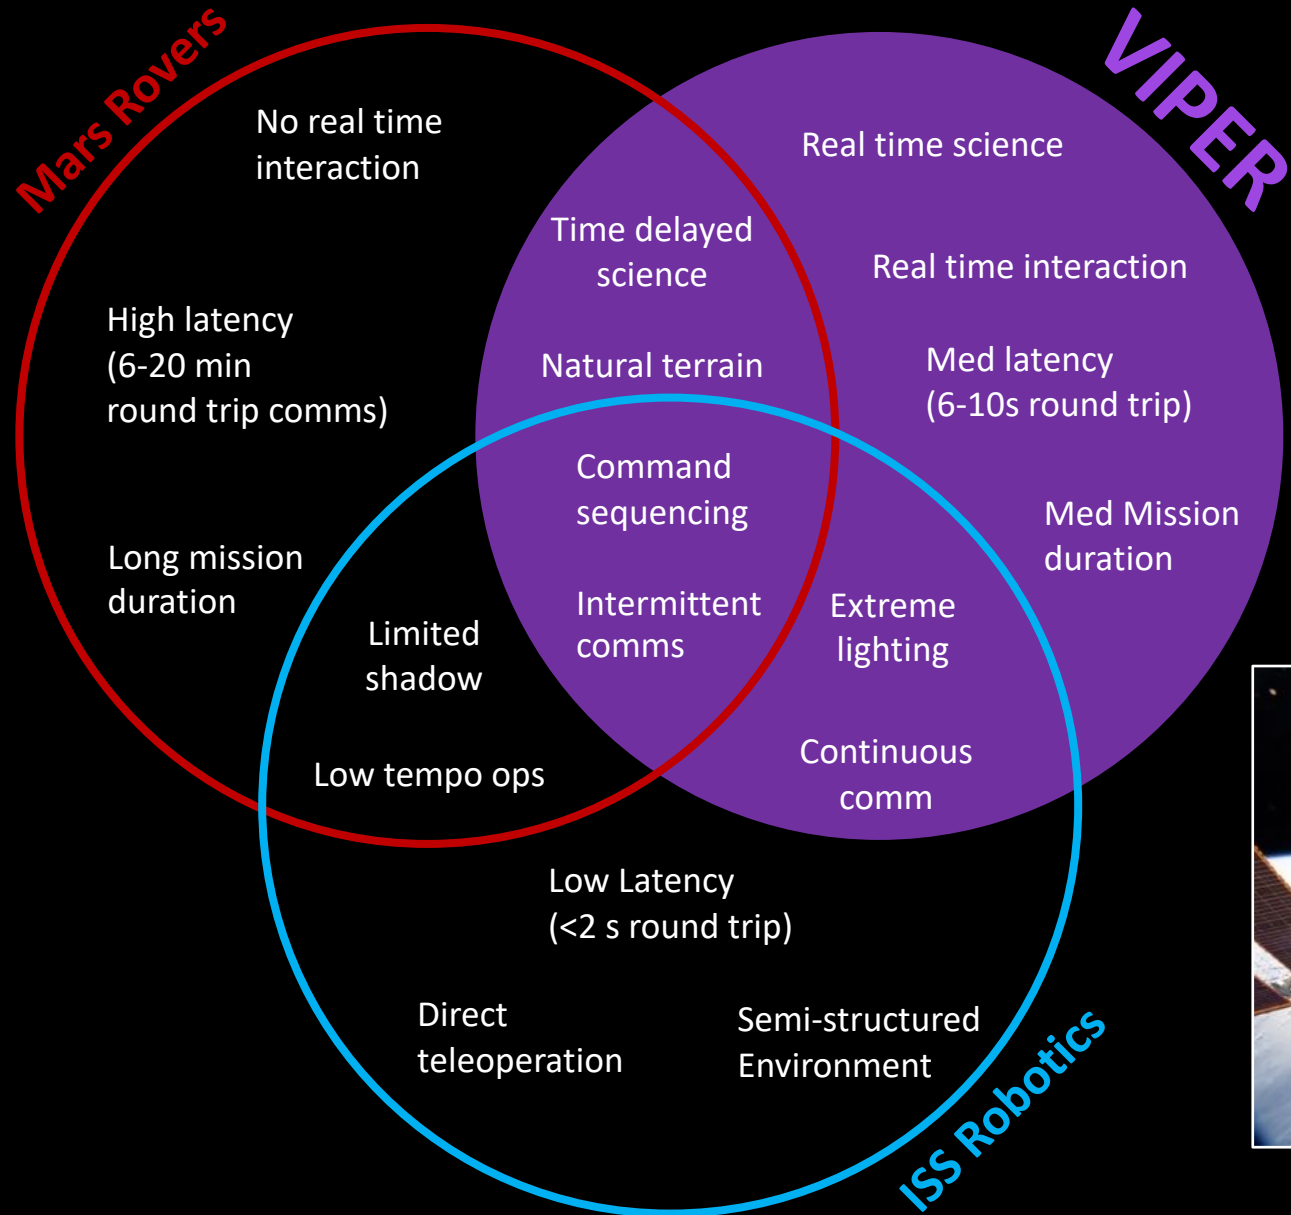 Mars Rovers
VIPER
No real time
interaction
Real time science
Time delayed
science
Real time interaction
High latency
(6-20 min
round trip comms)
Natural terrain
Med latency
(6-10s round trip)
Command
sequencing
Med Mission
duration
Long mission
duration
Intermittent
comms
Extreme
lighting
Limited
shadow
Low tempo ops
Continuous
comm
Low Latency
(<2 s round trip)
Direct
teleoperation
Semi-structured
Environment
ISS Robotics